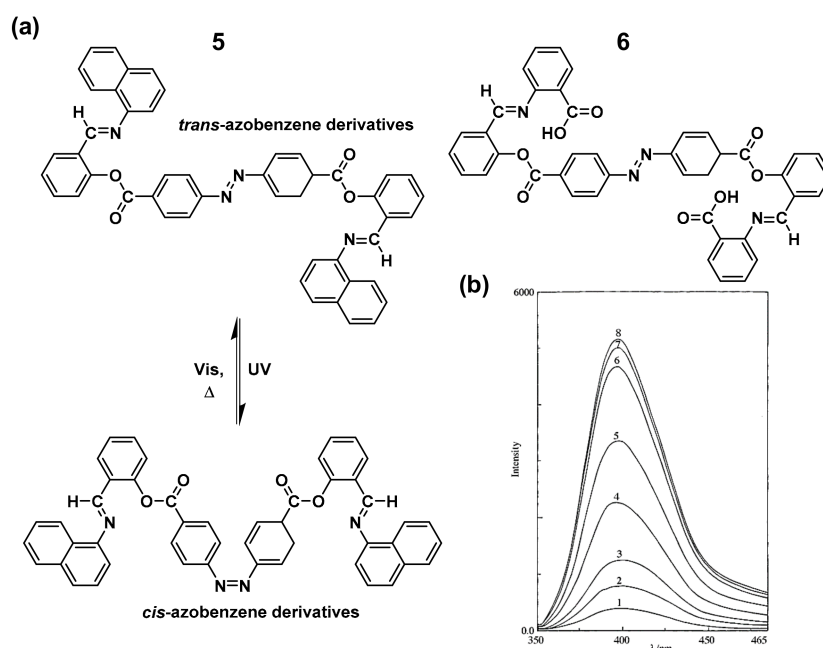 (a)
5
6
H
C
N
trans-azobenzene derivatives
O
O
N
N
O
O
N
C
H
H
C
N
O
HO
O
O
N
N
O
O
O
OH
N
C
H
Vis,
Δ
UV
H
C
N
O
O
N
N
O
O
C
H
N
cis-azobenzene derivatives
(b)
6000
Intensity
0.0
8
7
6
5
4
3
2
1
350
400
450
465